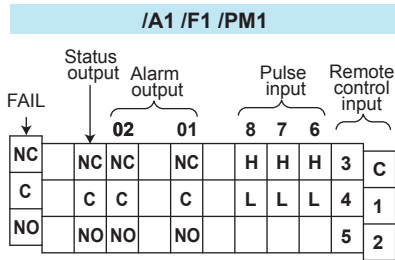 /A1 /F1 /PM1
Status output
Alarm output
Pulse input
Remote control input
FAIL
02 01 8 7 6
NC NC NC NC H H H 3 C
C C C C L L L 4 1
NO NO NO NO 5 2